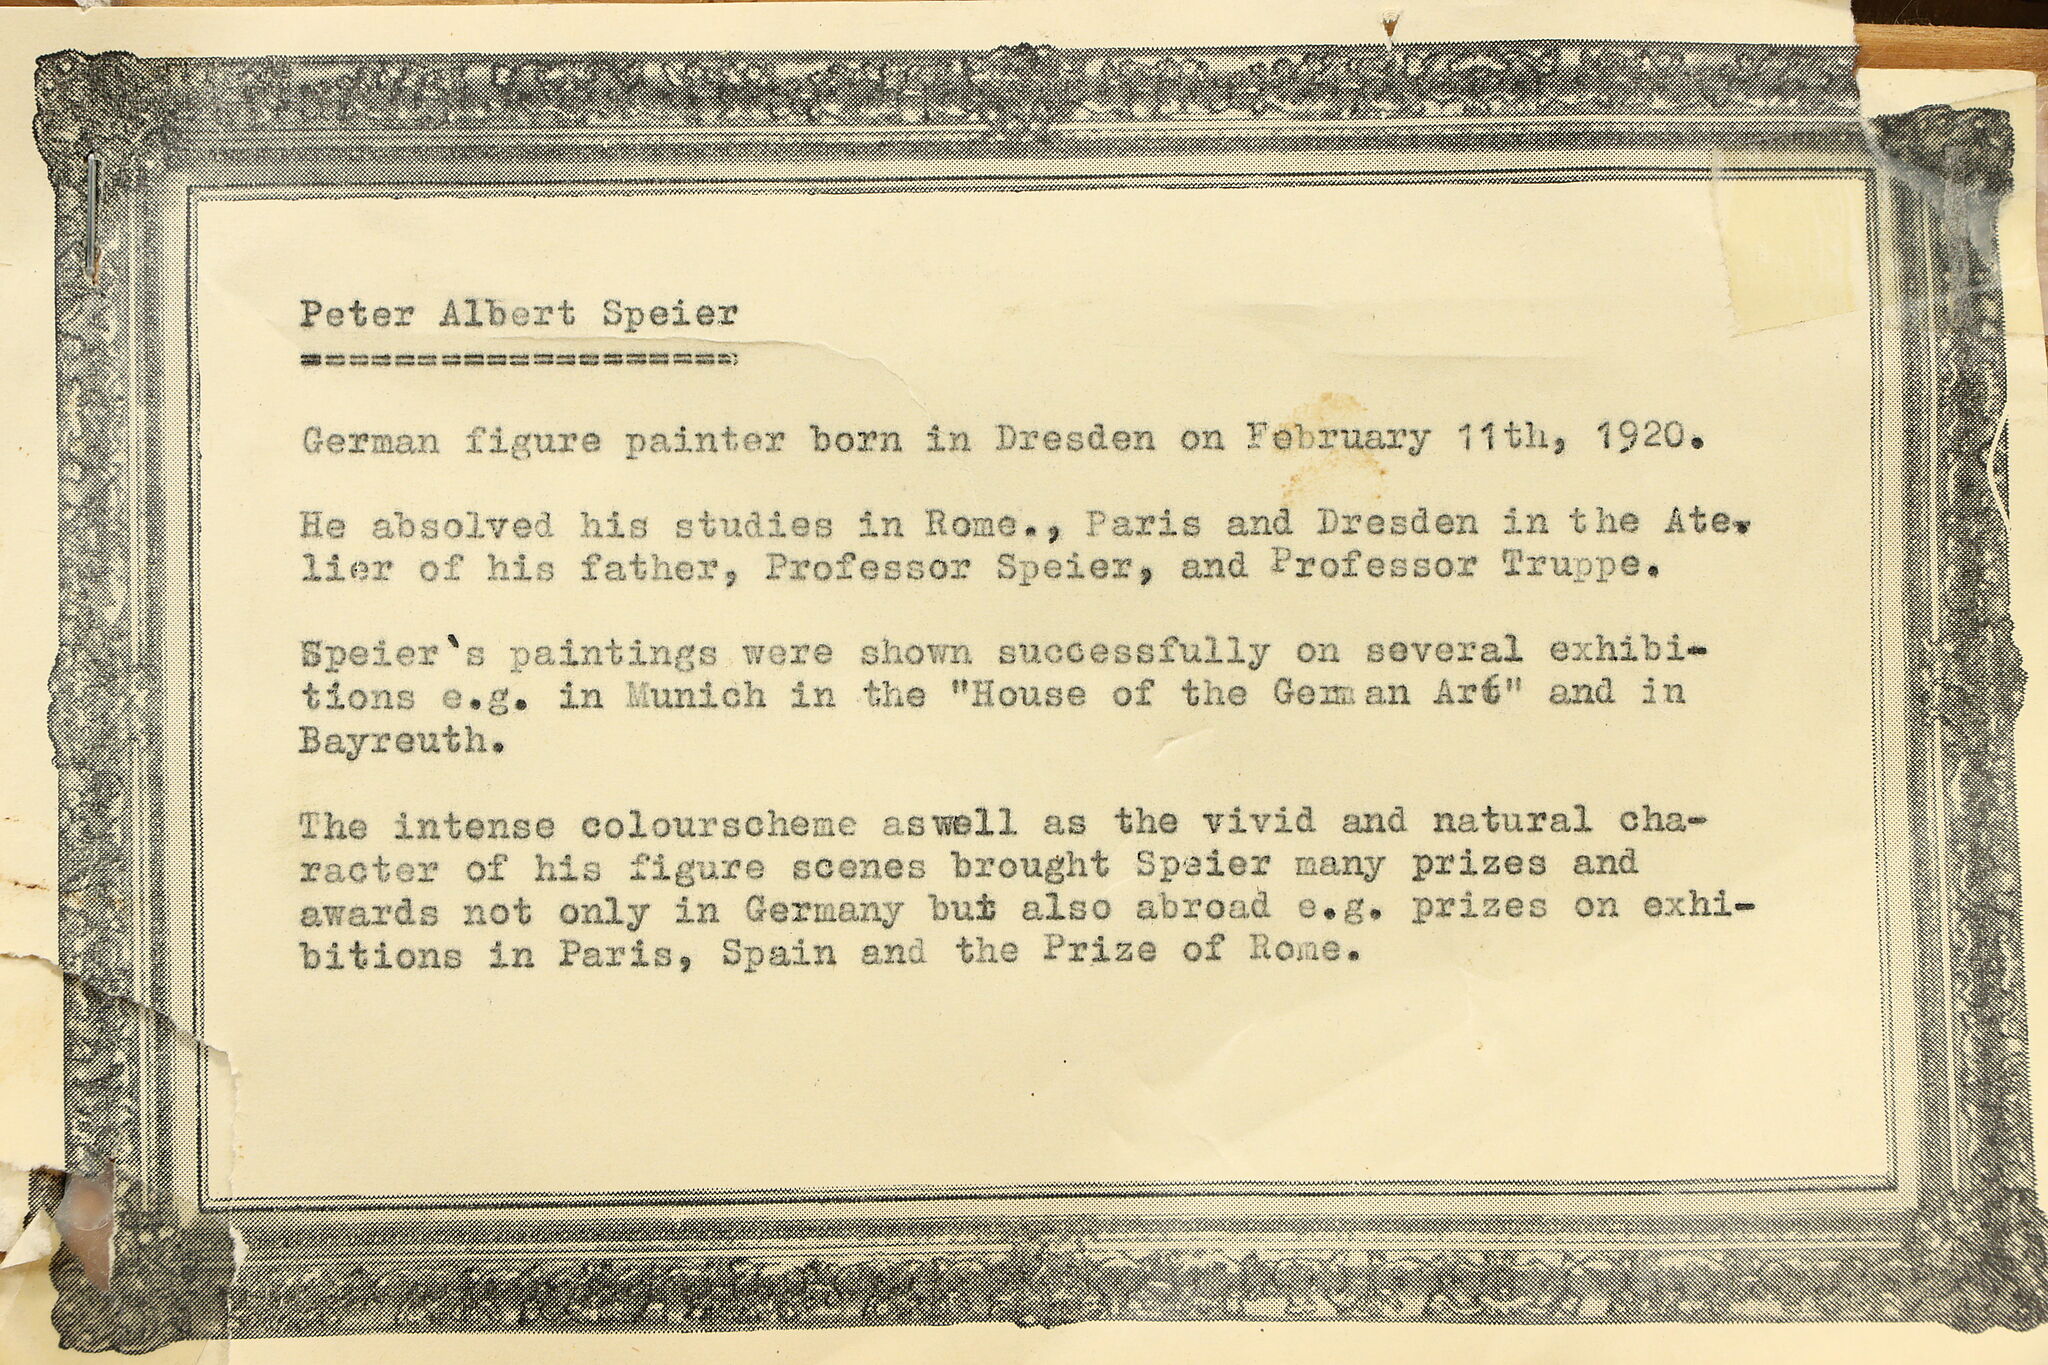 Peter Albert Speier
===================
German figure painter born in Dresden on February 11th, 1920.
He absolved his studies in Rome., Paris and Dresden in the Ate-
lier of his father, Professor Speier, and Professor Truppe.
Speier`s paintings were shown successfully on several exhibi-
tions e.g. in Munich in the "House of the German Art" and in
Bayreuth.
The intense colourscheme aswell as the vivid and natural cha-
racter of his figure scenes brought Speier many prizes and
awards not only in Germany but also abroad e.g. prizes on exhi-
bitions in Paris, Spain and the Prize of Rome.